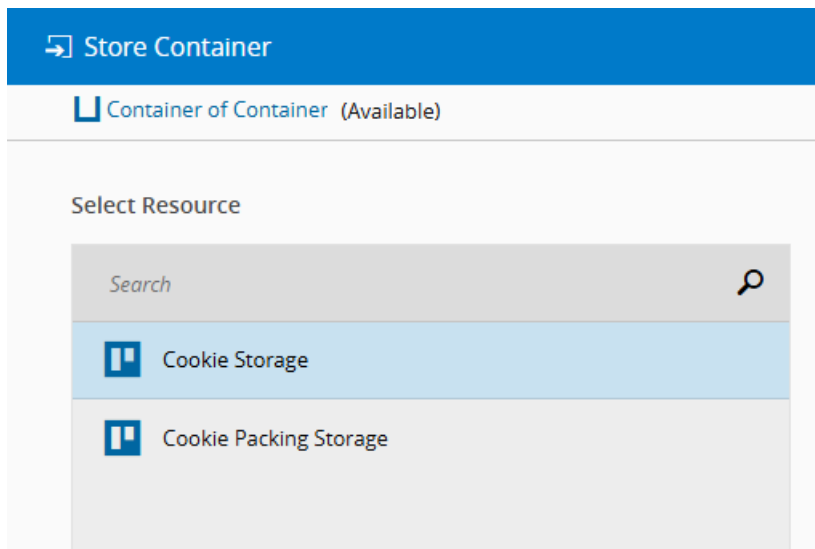 Store Container
Container of Container (Available)
Select Resource
Search
Cookie Storage
Cookie Packing Storage